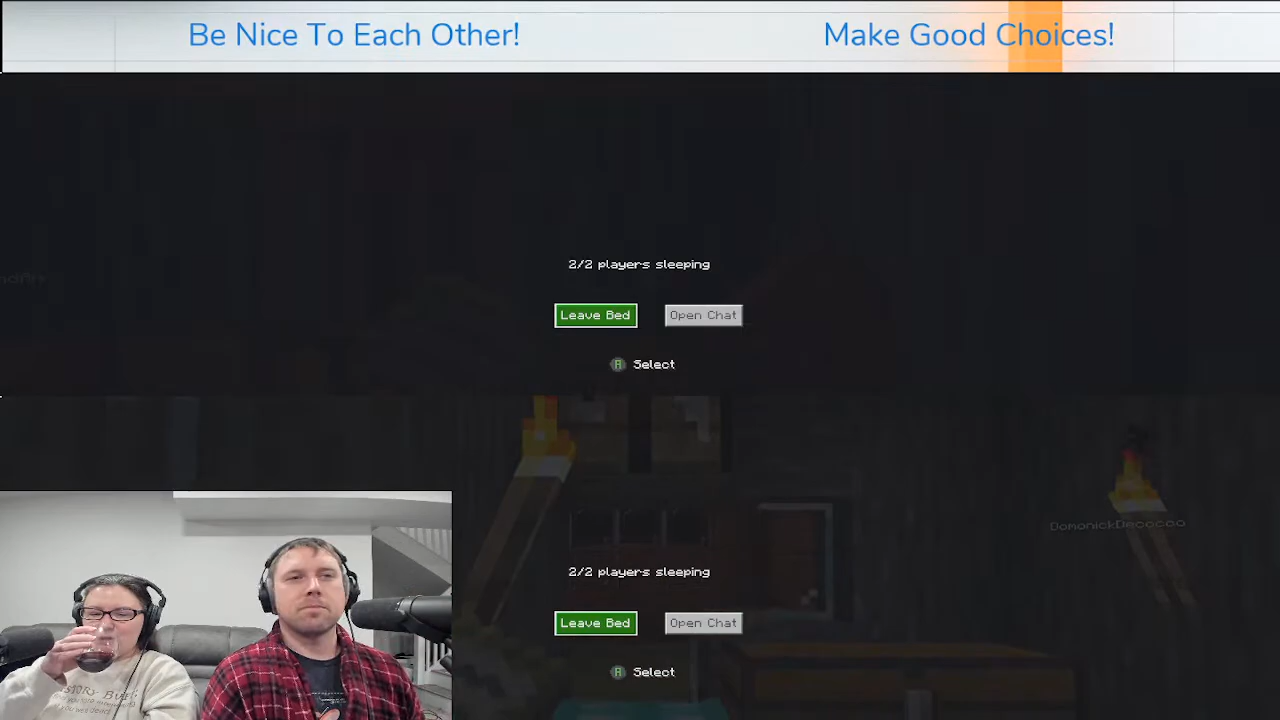 Be Nice To Each Other!
Make Good Choices!
2/2 players sleeping
Leave Bed
Open Chat
A Select
2/2 players sleeping
Leave Bed
Open Chat
A Select